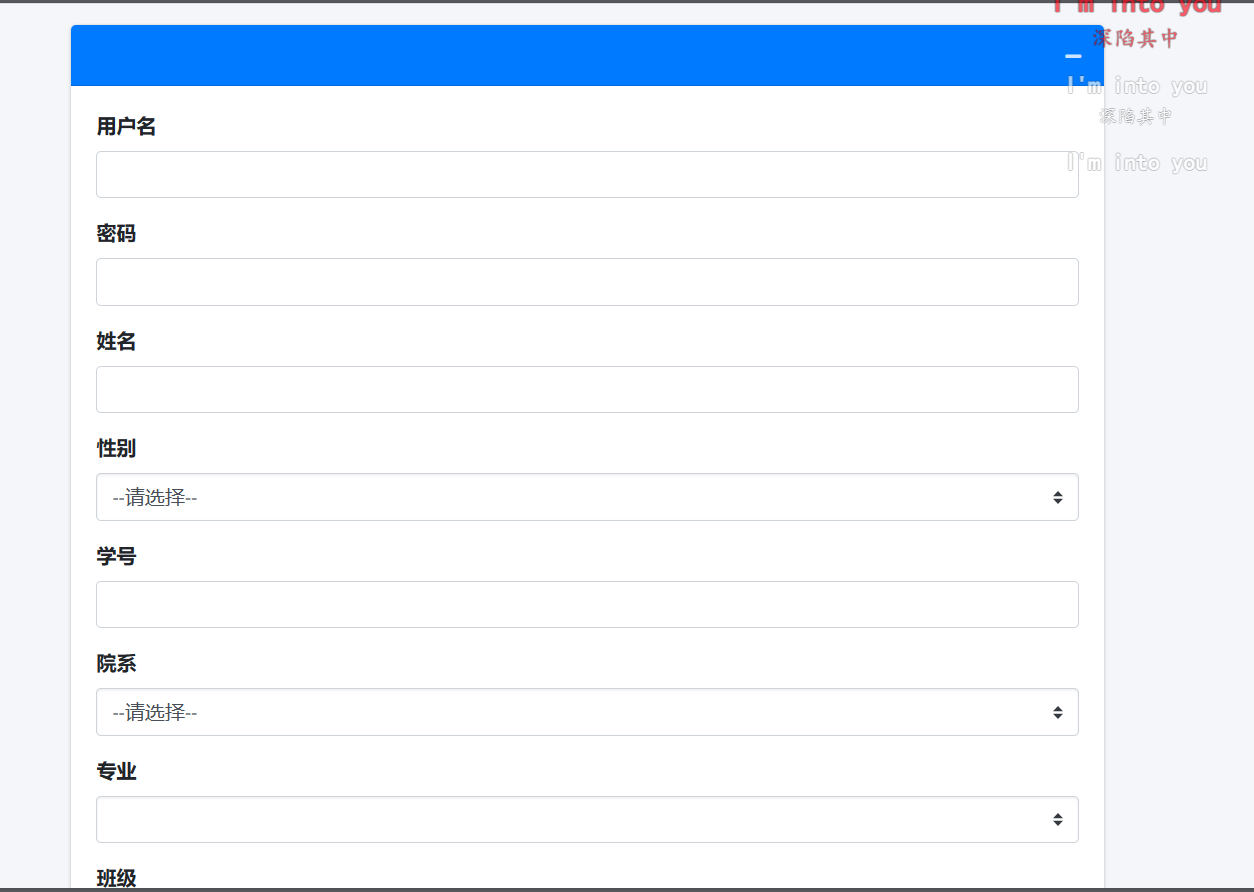 I'm into you
深陷其中
I'm into you
深陷其中
I'm into you
用户名
密码
姓名
性别
--请选择--
学号
院系
--请选择--
专业
班级